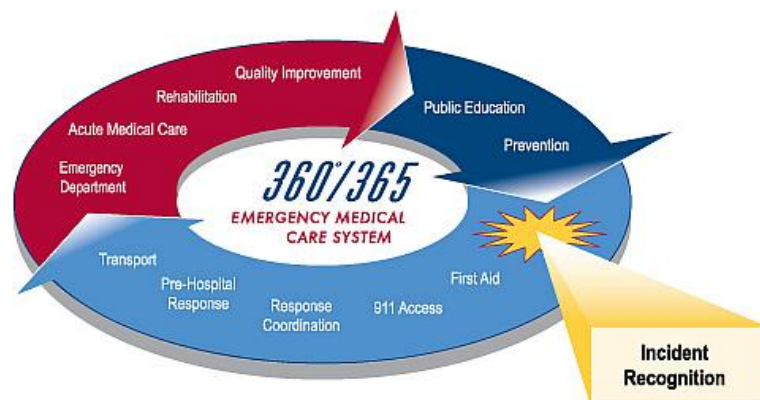 Quality Improvement
Rehabilitation
Acute Medical Care
Emergency
Department
Public Education
Prevention
360°/365
EMERGENCY MEDICAL
CARE SYSTEM
Transport
Pre-Hospital
Response
Response
Coordination
911 Access
First Aid
Incident
Recognition